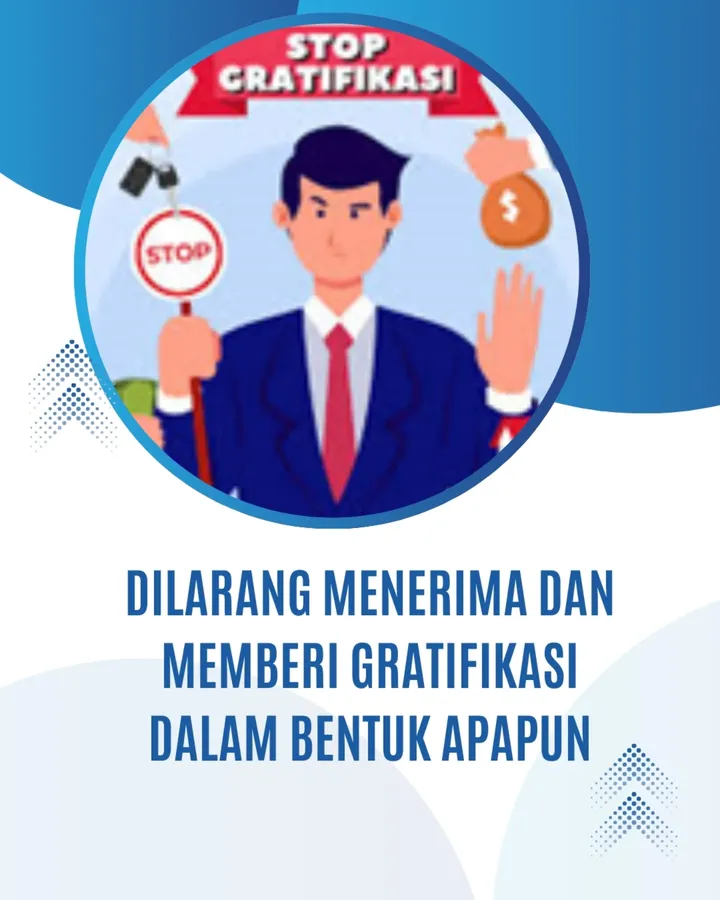 STOP
GRATIFIKASI
STOP
$
DILARANG MENERIMA DAN
MEMBERI GRATIFIKASI
DALAM BENTUK APAPUN